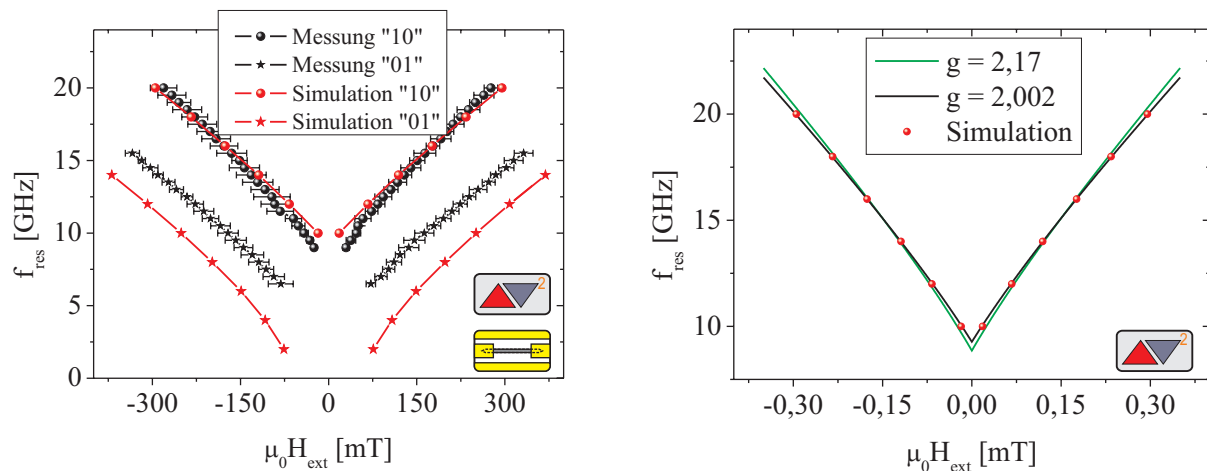 Messung "10"
Messung "01"
Simulation "10"
Simulation "01"
20
15
10
5
0
f_res [GHz]
-300 -150 0 150 300
μ₀H_ext [mT]
2
g = 2,17
g = 2,002
Simulation
20
15
10
f_res [GHz]
-0,30 -0,15 0,00 0,15 0,30
μ₀H_ext [mT]
2